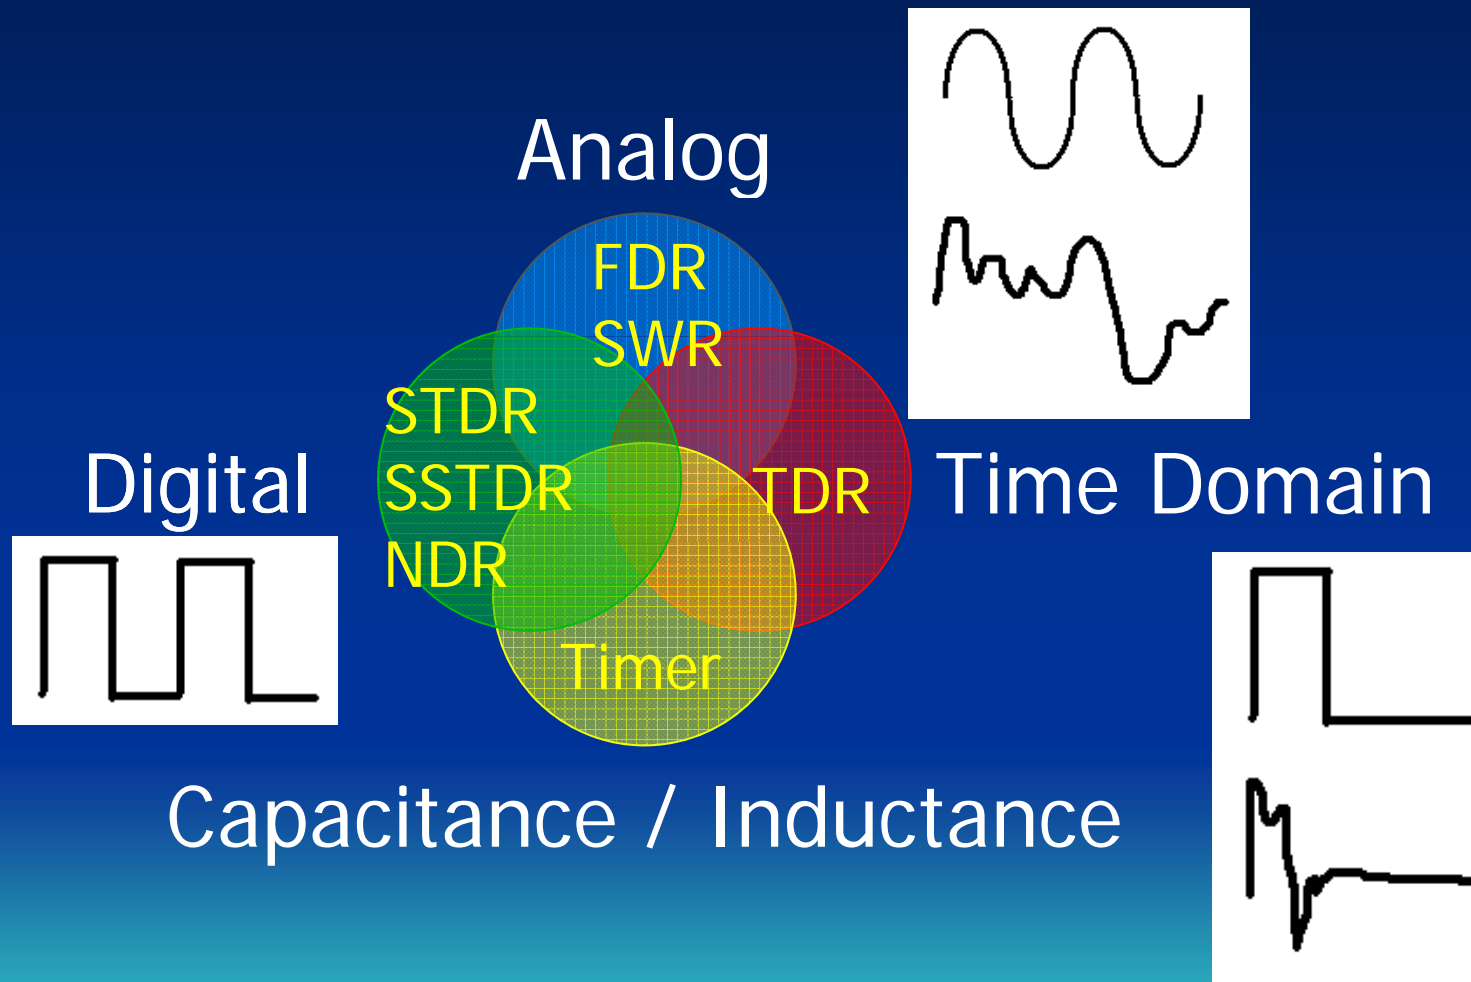 Analog
FDR
SWR
STDR
SSTDR
NDR
TDR
Digital
Time Domain
Timer
Capacitance / Inductance